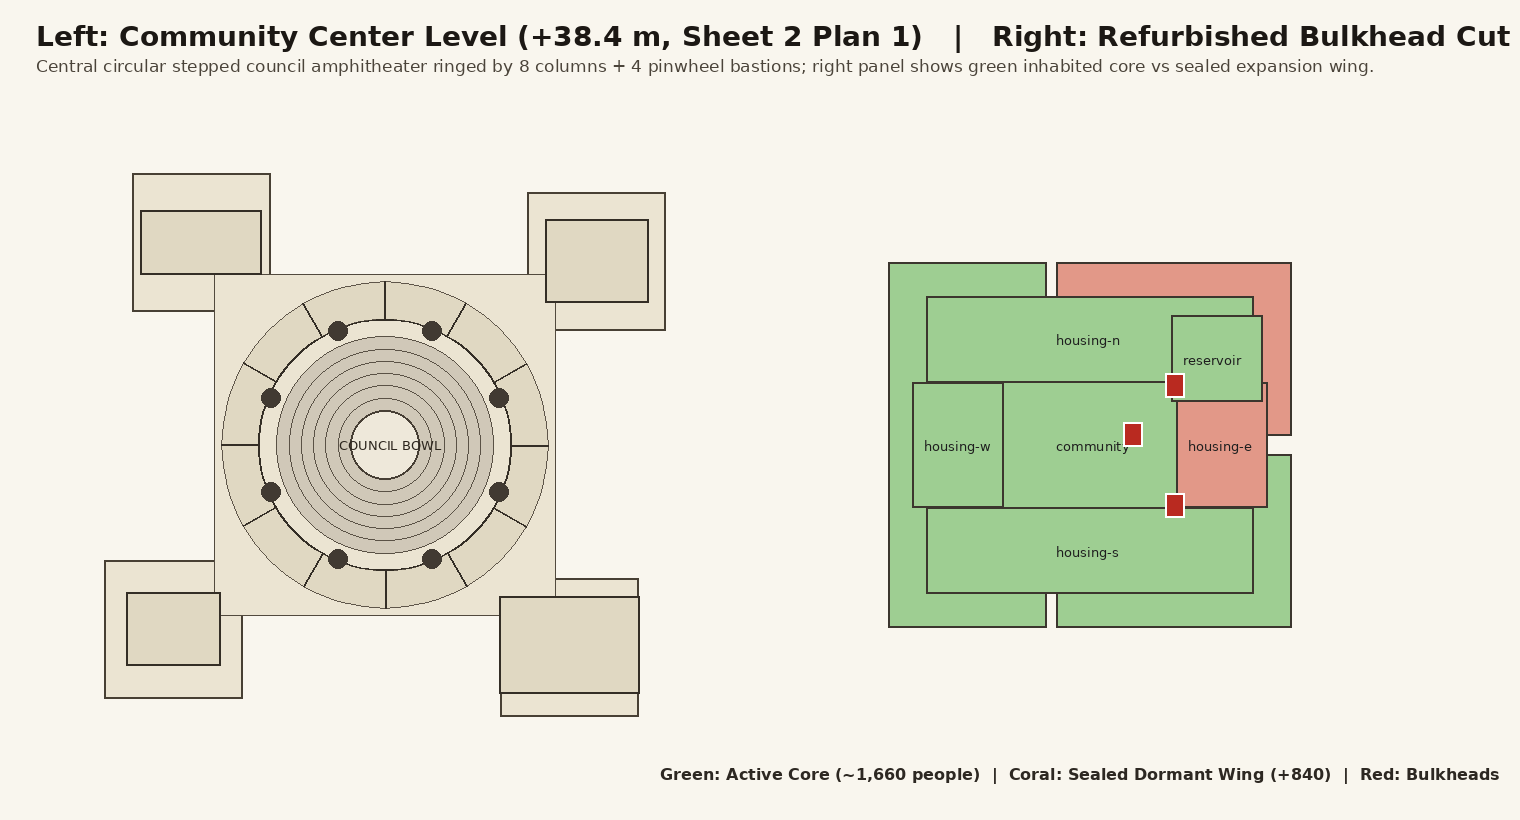 Left: Community Center Level (+38.4 m, Sheet 2 Plan 1)   |   Right: Refurbished Bulkhead Cut
Central circular stepped council amphitheater ringed by 8 columns + 4 pinwheel bastions; right panel shows green inhabited core vs sealed expansion wing.
housing-n
reservoir
COUNCIL BOWL
housing-w
community
housing-e
housing-s
Green: Active Core (~1,660 people)  |  Coral: Sealed Dormant Wing (+840)  |  Red: Bulkheads